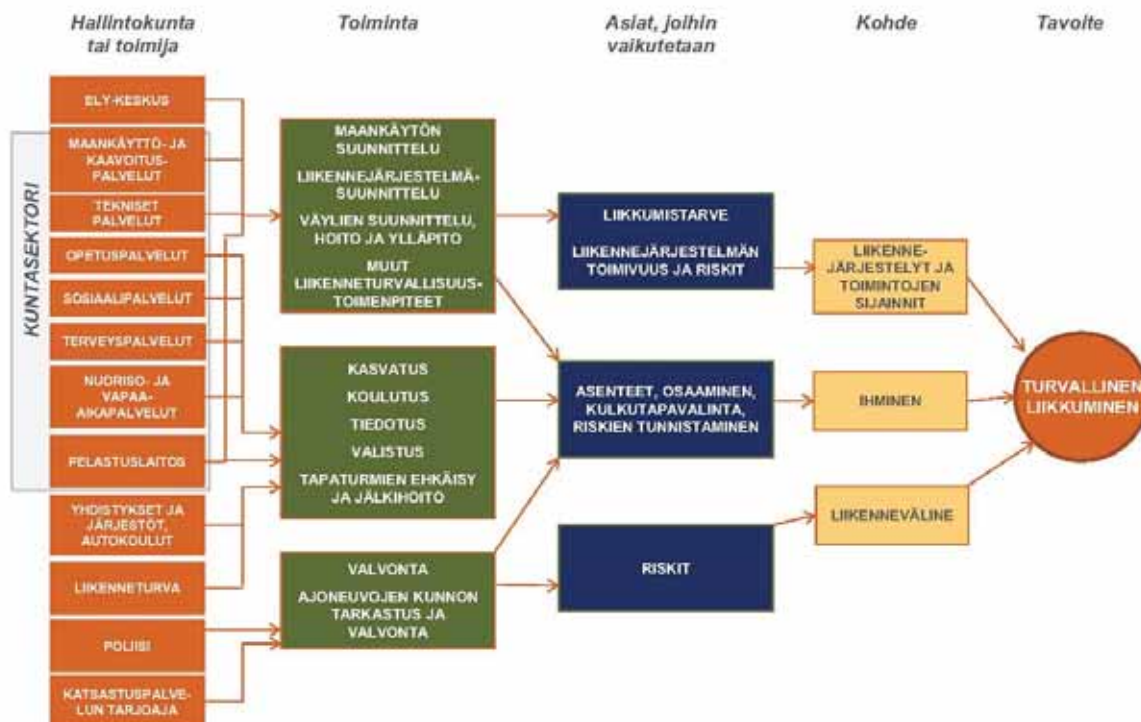 Hallintokunta
tai toimija
Toiminta
Asiat, joihin
vaikutetaan
Kohde
Tavoite
KUNTASEKTORI
ELY-KESKUS
MAANKÄYTTÖ- JA
KAAVOITUS-
PALVELUT
TEKNISET
PALVELUT
OPETUSPALVELUT
SOSIAALIPALVELUT
TERVEYSPALVELUT
NUORISO- JA
VAPAA-
AIKAPALVELUT
PELASTUSLAITOS
YHDISTYKSET JA
JÄRJESTÖT,
AUTOKOULUT
LIIKENNETURVA
POLIISI
KATSASTUSPALVE-
LUN TARJOAJA
MAANKÄYTÖN
SUUNNITTELU
LIIKENNEJÄRJESTELMÄ-
SUUNNITTELU
VÄYLIEN SUUNNITTELU,
HOITO JA YLLÄPITO
MUUT
LIIKENTEETURVALLISUUS-
TOIMENPITEET
KASVATUS
KOULUTUS
TIEDOTUS
VALISTUS
TAPATURMIEN EHKÄISY
JA JÄLKIHOITO
VALVONTA
AJONEUVOJEN KUNNON
TARKASTUS JA
VALVONTA
LIIKKUMISTARVE
LIIKENNEJÄRJESTELMÄN
TOIMIVUUS JA RISKIT
ASENTEET, OSAAMINEN,
KULKUTAPAVALINTA,
RISKIEN TUNNISTAMINEN
RISKIT
LIIKENNE-
JÄRJESTELYT JA
TOIMINTOJEN
SIJAINNIT
IHMINEN
LIIKENNEVÄLINE
TURVALLINEN
LIIKKUMINEN